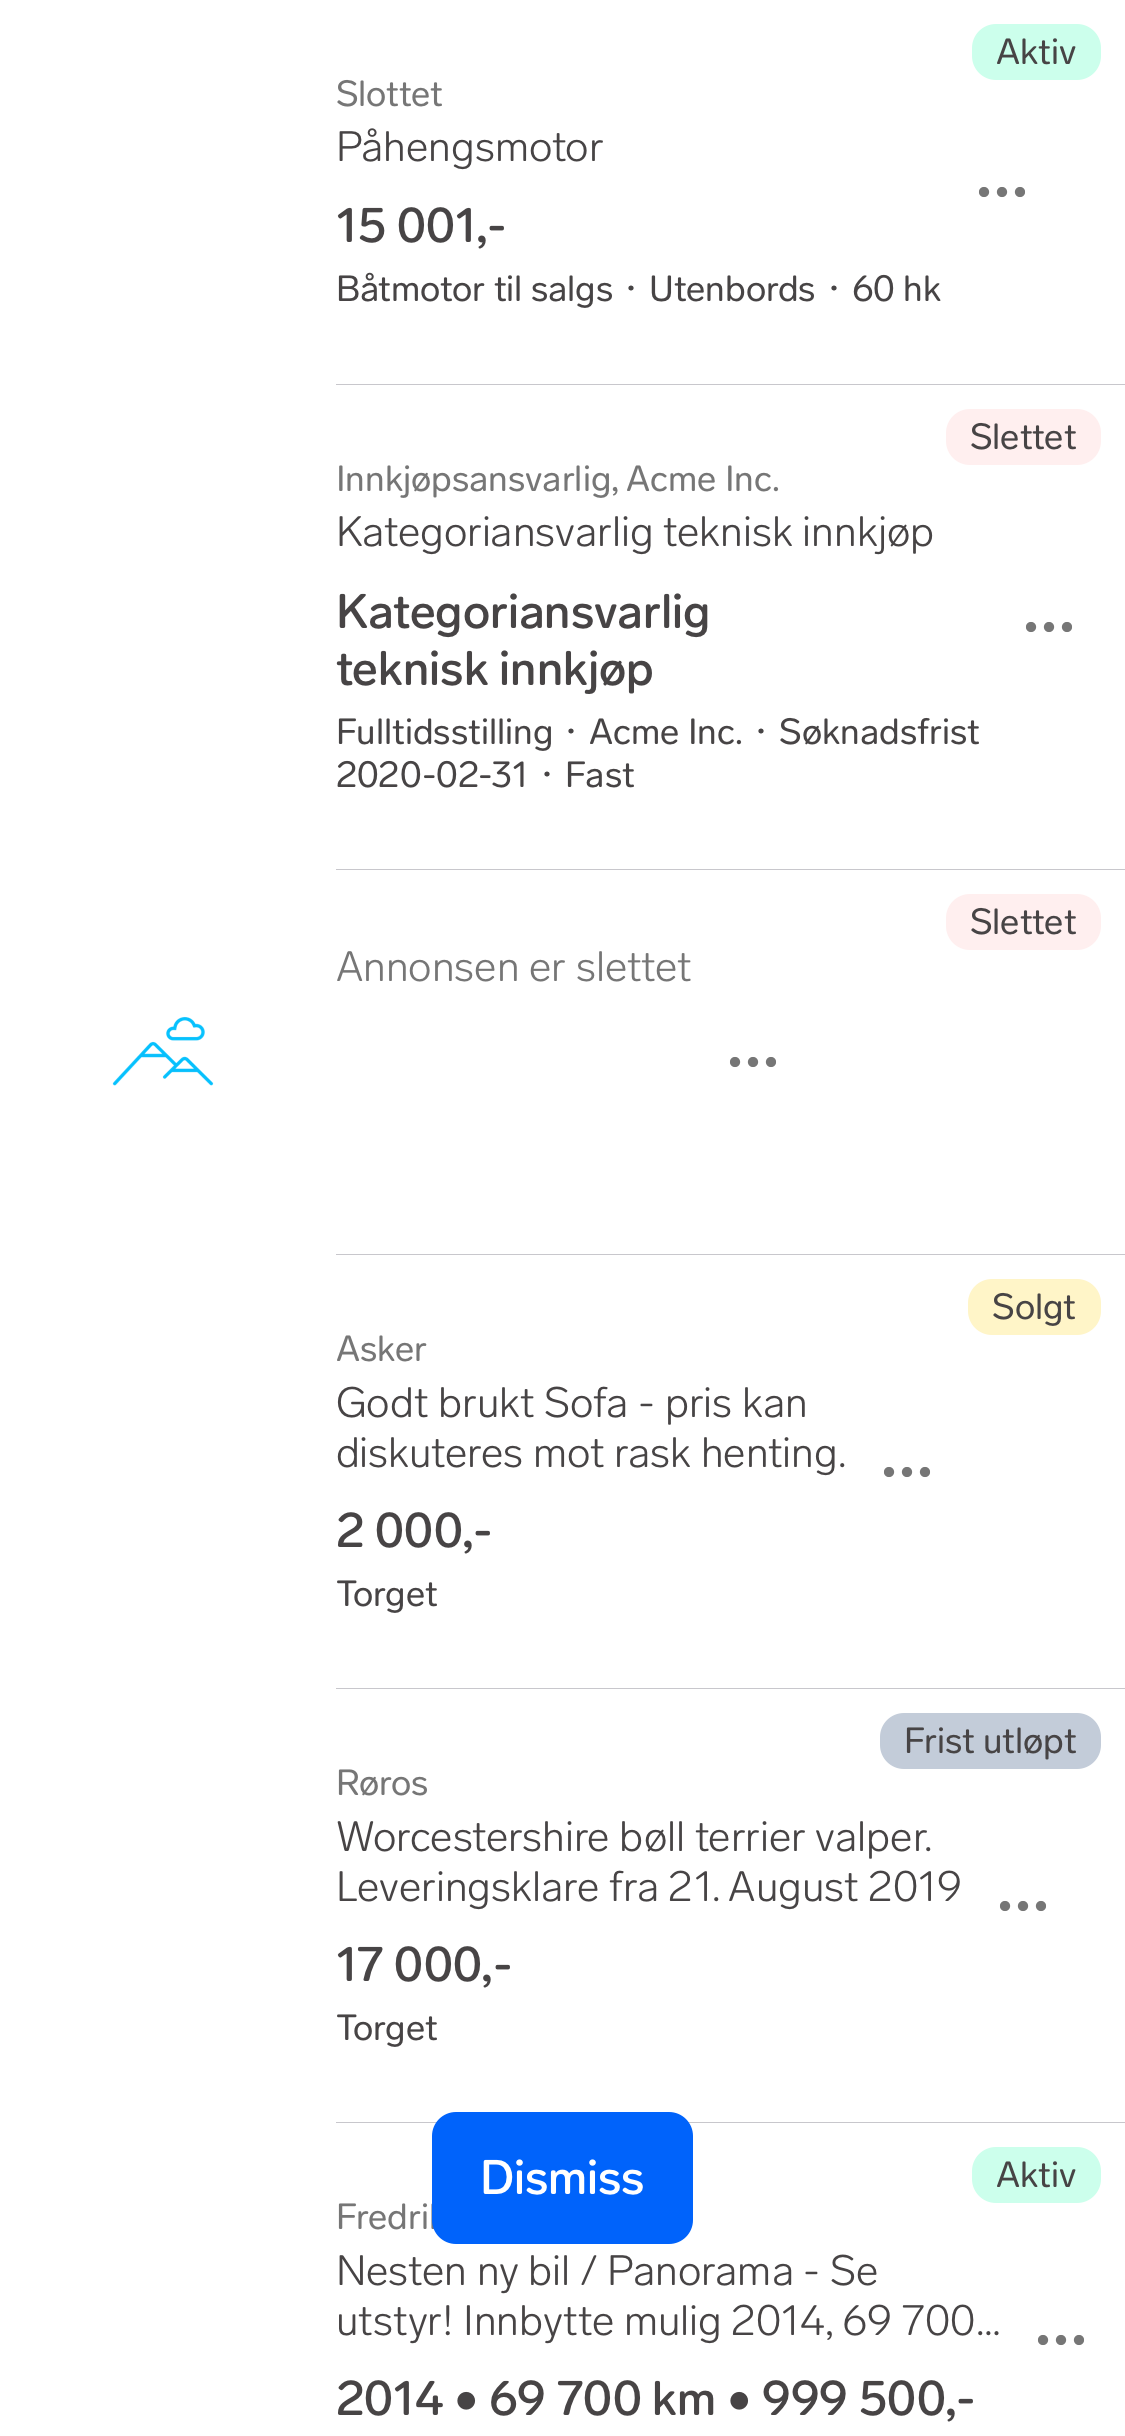 Aktiv
Slottet
Påhengsmotor
15 001,-
Båtmotor til salgs · Utenbords · 60 hk
Slettet
Innkjøpsansvarlig, Acme Inc.
Kategoriansvarlig teknisk innkjøp
Kategoriansvarlig
teknisk innkjøp
Fulltidsstilling · Acme Inc. · Søknadsfrist
2020-02-31 · Fast
Slettet
Annonsen er slettet
Solgt
Asker
Godt brukt Sofa - pris kan
diskuteres mot rask henting.
2 000,-
Torget
Frist utløpt
Røros
Worcestershire bøll terrier valper.
Leveringsklare fra 21. August 2019
17 000,-
Torget
Dismiss
Aktiv
Nesten ny bil / Panorama - Se
utstyr! Innbytte mulig 2014, 69 700...
2014 • 69 700 km • 999 500,-